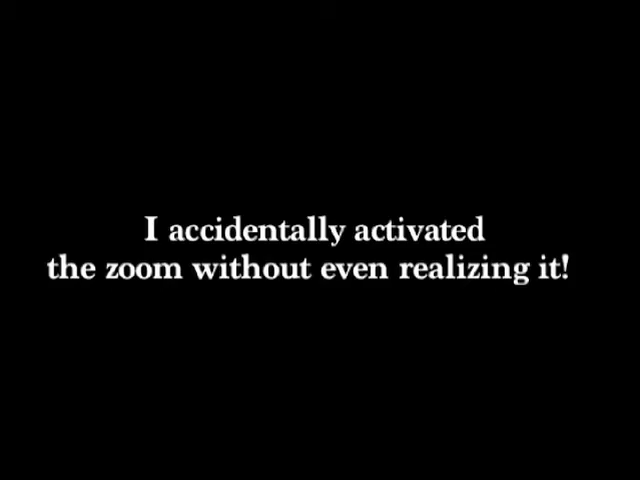 I accidentally activated
the zoom without even realizing it!